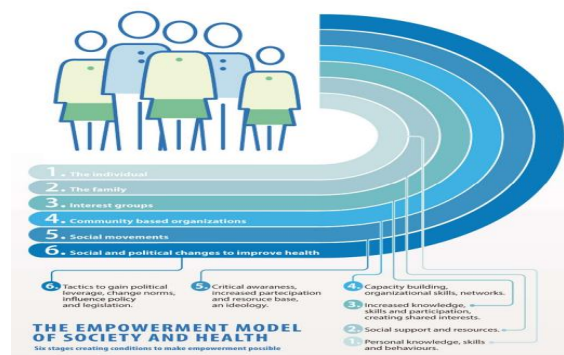 1. The individual
2. The family
3. Interest groups
4. Community based organizations
5. Social movements
6. Social and political changes to improve health
6. Tactics to gain political
leverage, change norms,
influence policy
and legislation.
5. Critical awareness,
increased partecipation
and resoruce base,
an ideology.
4. Capacity building,
organizational skills, networks.
3. Increased knowledge,
skills and participation,
creating shared interests.
2. Social support and resources.
1. Personal knowledge, skills
and behaviours.
THE EMPOWERMENT MODEL
OF SOCIETY AND HEALTH
Six stages creating conditions to make empowerment possible